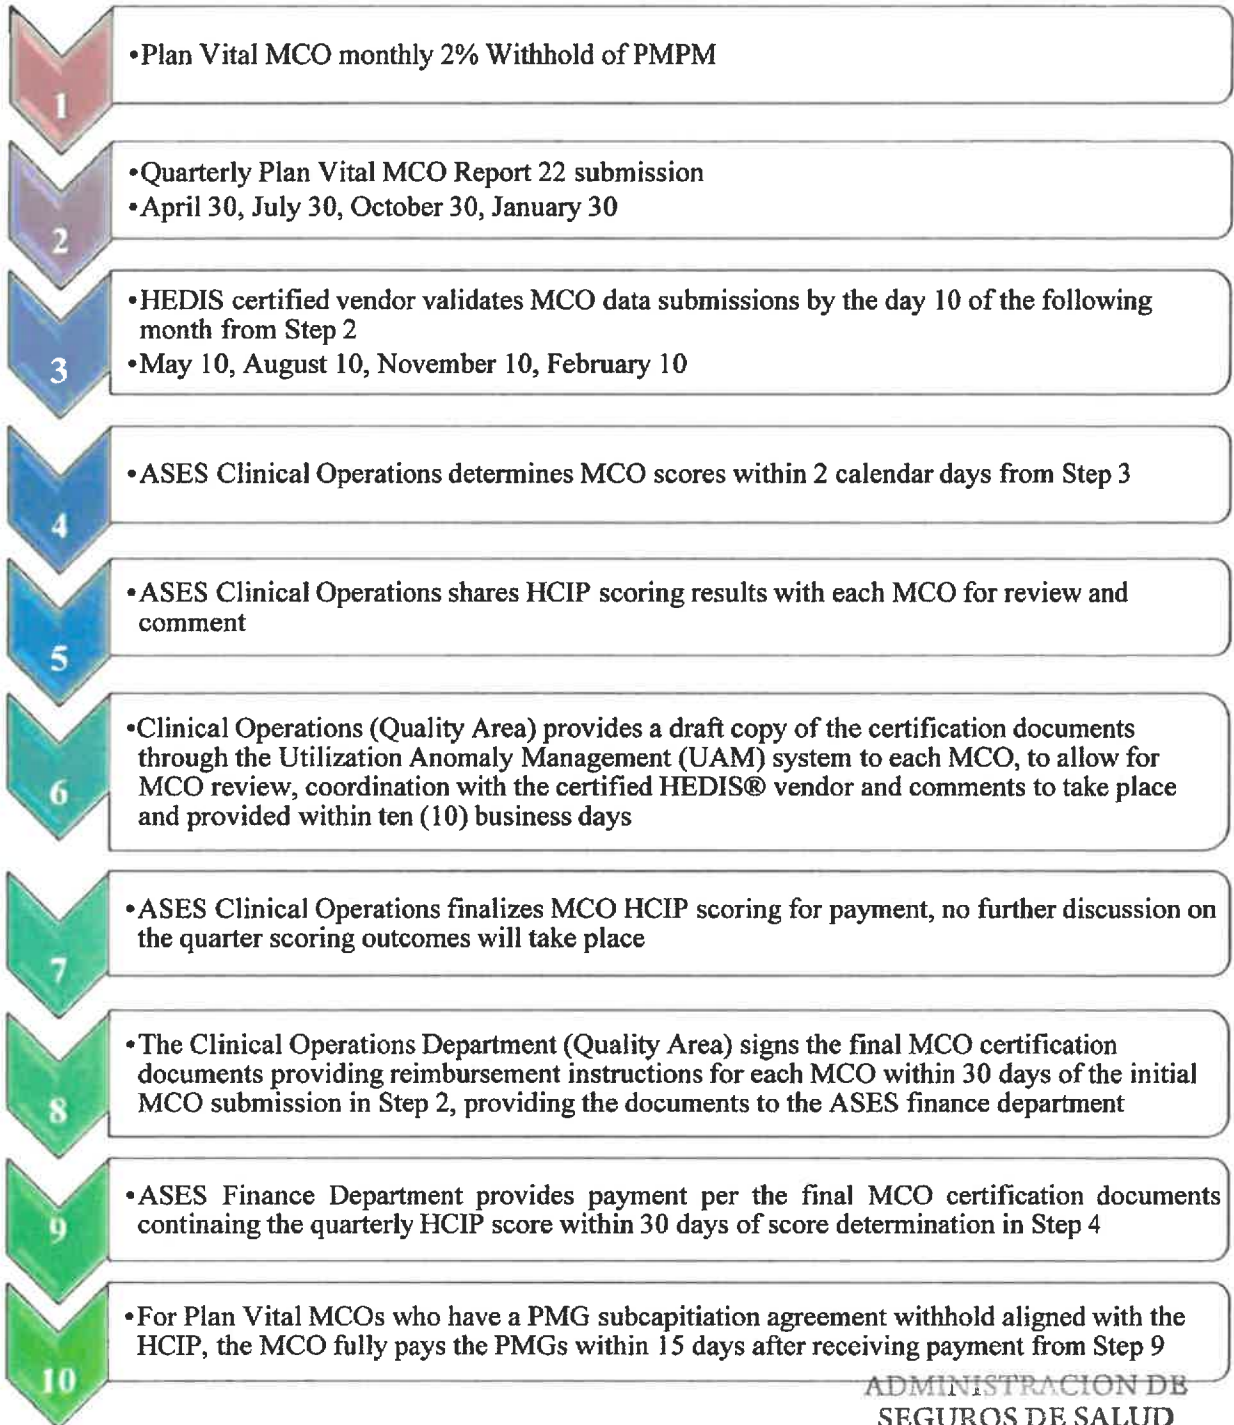 1
•Plan Vital MCO monthly 2% Withhold of PMPM
2
•Quarterly Plan Vital MCO Report 22 submission
•April 30, July 30, October 30, January 30
3
•HEDIS certified vendor validates MCO data submissions by the day 10 of the following
month from Step 2
•May 10, August 10, November 10, February 10
4
•ASES Clinical Operations determines MCO scores within 2 calendar days from Step 3
5
•ASES Clinical Operations shares HCIP scoring results with each MCO for review and
comment
6
•Clinical Operations (Quality Area) provides a draft copy of the certification documents
through the Utilization Anomaly Management (UAM) system to each MCO, to allow for
MCO review, coordination with the certified HEDIS® vendor and comments to take place
and provided within ten (10) business days
7
•ASES Clinical Operations finalizes MCO HCIP scoring for payment, no further discussion on
the quarter scoring outcomes will take place
8
•The Clinical Operations Department (Quality Area) signs the final MCO certification
documents providing reimbursement instructions for each MCO within 30 days of the initial
MCO submission in Step 2, providing the documents to the ASES finance department
9
•ASES Finance Department provides payment per the final MCO certification documents
continaing the quarterly HCIP score within 30 days of score determination in Step 4
10
•For Plan Vital MCOs who have a PMG subcapitiation agreement withhold aligned with the
HCIP, the MCO fully pays the PMGs within 15 days after receiving payment from Step 9
ADMINISTRACION DE
SEGUROS DE SALUD